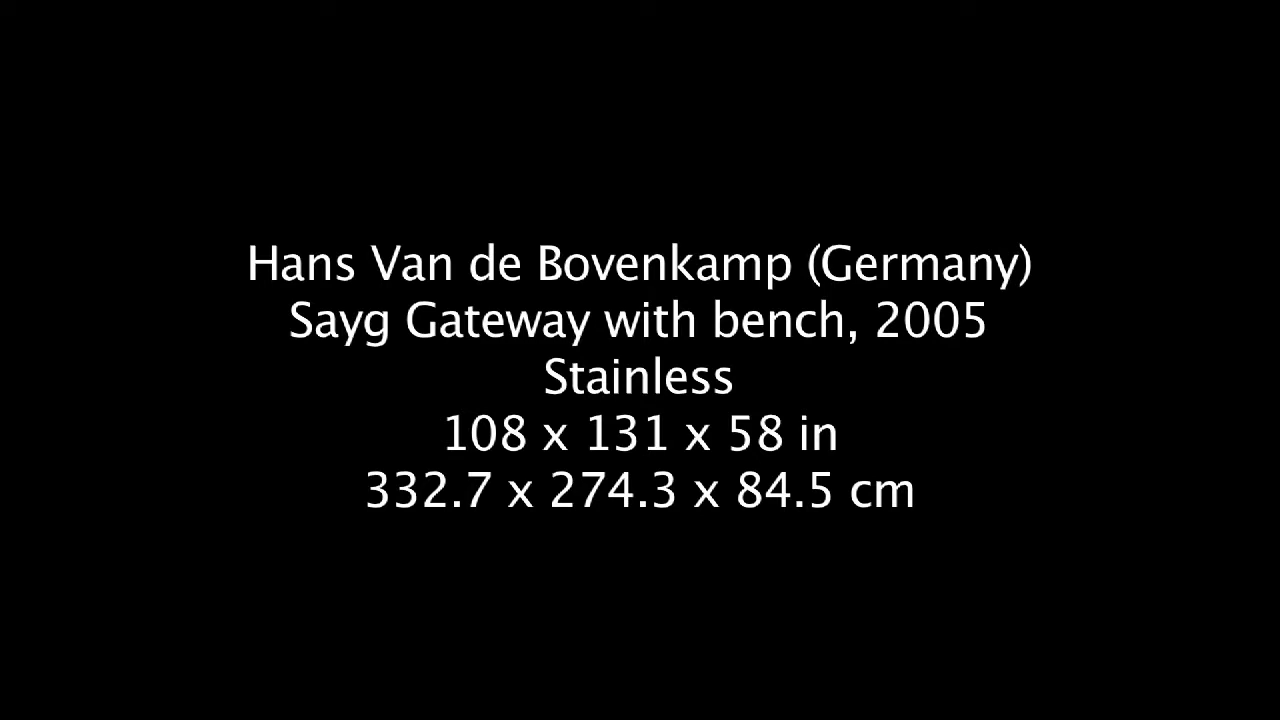 Hans Van de Bovenkamp (Germany)
Sayg Gateway with bench, 2005
Stainless
108 x 131 x 58 in
332.7 x 274.3 x 84.5 cm